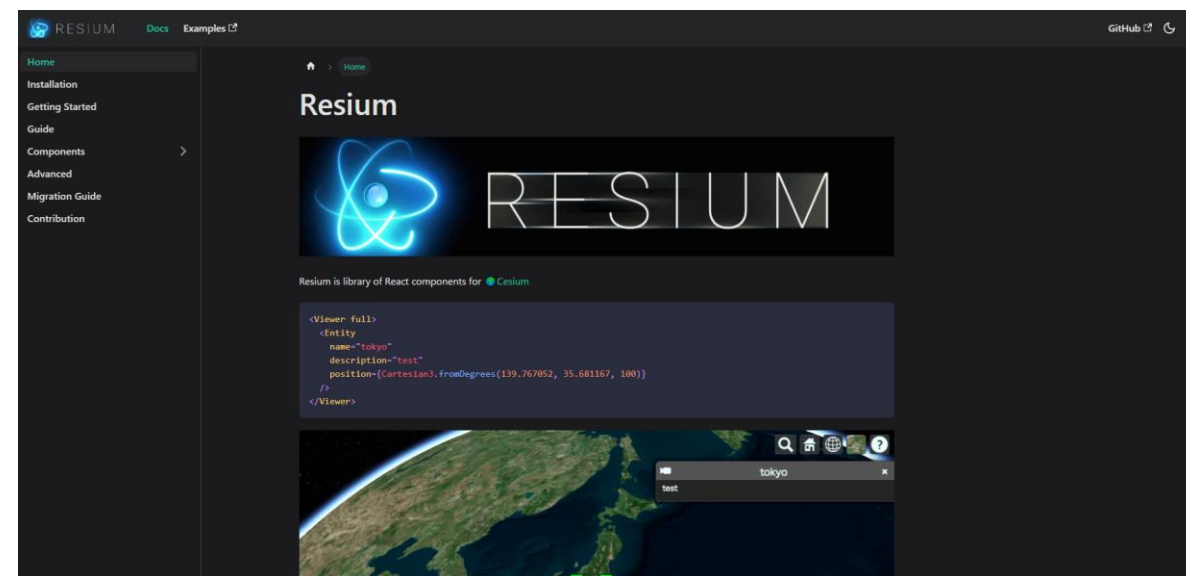 RESIUM
Docs
Examples
GitHub
Home
Installation
Getting Started
Guide
Components
Advanced
Migration Guide
Contribution
Home
Resium
RESIUM
Resium is library of React components for Cesium
<Viewer full>
<Entity
name="tokyo"
description="test"
position={Cartesian3.fromDegrees(139.767052, 35.681167, 100)}
/>
</Viewer>
?
tokyo
test